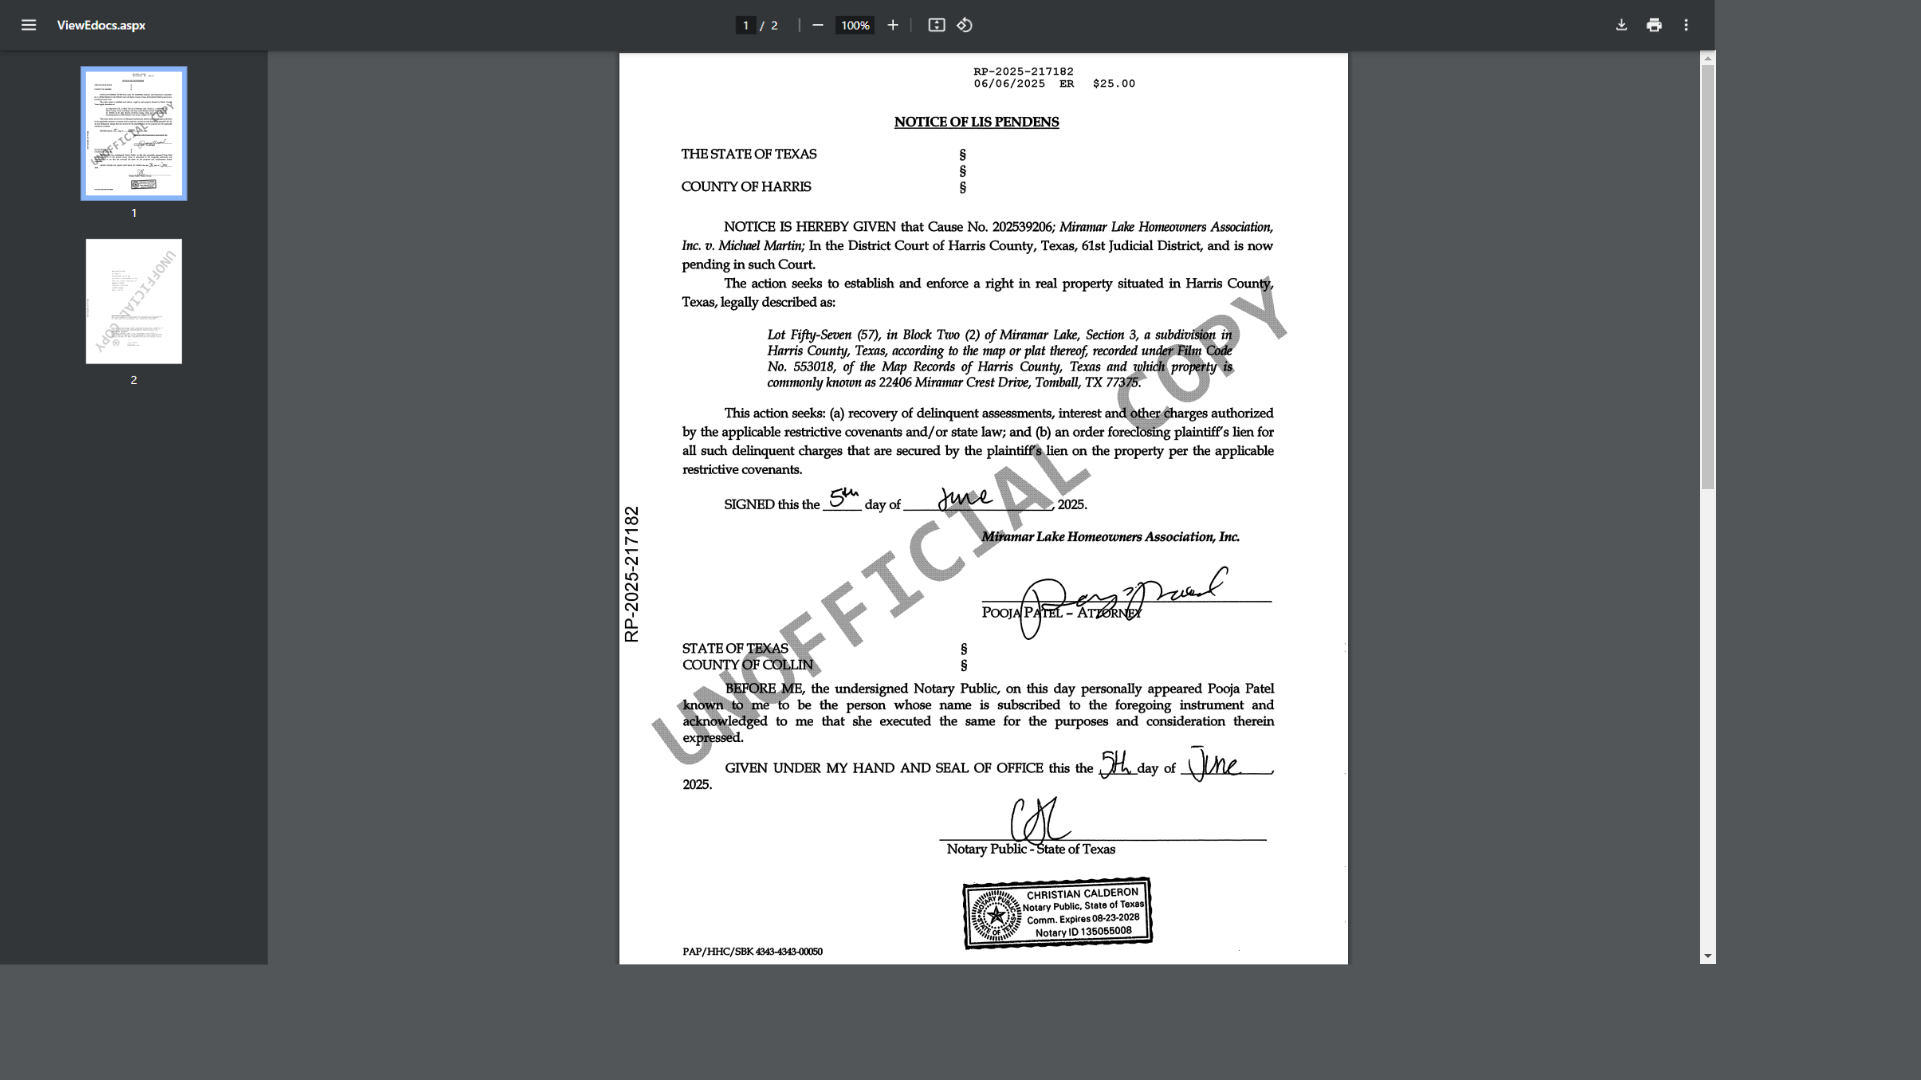 ViewEdocs.aspx
1 / 2
100%
1
2
RP-2025-217182
06/06/2025 ER $25.00
NOTICE OF LIS PENDENS
THE STATE OF TEXAS §
§
COUNTY OF HARRIS §
NOTICE IS HEREBY GIVEN that Cause No. 202539206; Miramar Lake Homeowners Association,
Inc. v. Michael Martin; In the District Court of Harris County, Texas, 61st Judicial District, and is now
pending in such Court.
The action seeks to establish and enforce a right in real property situated in Harris County,
Texas, legally described as:
Lot Fifty-Seven (57), in Block Two (2) of Miramar Lake, Section 3, a subdivision in
Harris County, Texas, according to the map or plat thereof, recorded under Film Code
No. 553018, of the Map Records of Harris County, Texas and which property is
commonly known as 22406 Miramar Crest Drive, Tomball, TX 77375.
This action seeks: (a) recovery of delinquent assessments, interest and other charges authorized
by the applicable restrictive covenants and/or state law; and (b) an order foreclosing plaintiff's lien for
all such delinquent charges that are secured by the plaintiff's lien on the property per the applicable
restrictive covenants.
SIGNED this the 5th day of June, 2025.
Miramar Lake Homeowners Association, Inc.
POOJA PATEL – ATTORNEY
STATE OF TEXAS §
COUNTY OF COLLIN §
BEFORE ME, the undersigned Notary Public, on this day personally appeared Pooja Patel
known to me to be the person whose name is subscribed to the foregoing instrument and
acknowledged to me that she executed the same for the purposes and consideration therein
expressed.
GIVEN UNDER MY HAND AND SEAL OF OFFICE this the 5th day of June,
2025.
Notary Public - State of Texas
CHRISTIAN CALDERON
Notary Public, State of Texas
Comm. Expires 08-23-2028
Notary ID 135055008
NOTARY PUBLIC
STATE OF TEXAS
PAP/HHC/SBK 4343-4343-00050
RP-2025-217182
UNOFFICIAL COPY
UNOFFICIAL COPY
UNOFFICIAL COPY